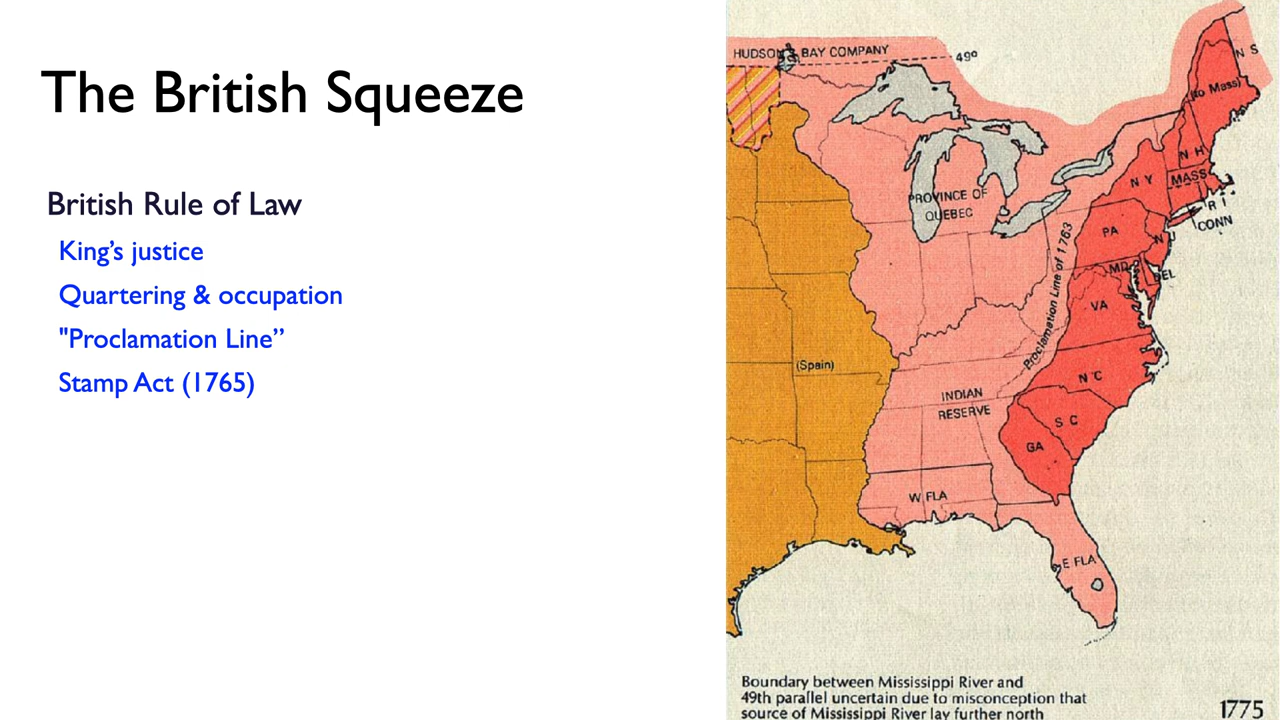 The British Squeeze
British Rule of Law
King’s justice
Quartering & occupation
"Proclamation Line”
Stamp Act (1765)
HUDSON'S BAY COMPANY
49º
N S
(to Mass)
N H
N Y
MASS
R I
CONN
PROVINCE OF
QUEBEC
PA
N J
MD
DEL
Proclamation Line of 1763
VA
(Spain)
N C
INDIAN
RESERVE
S C
GA
W FLA
E FLA
Boundary between Mississippi River and
49th parallel uncertain due to misconception that
source of Mississippi River lay further north
1775